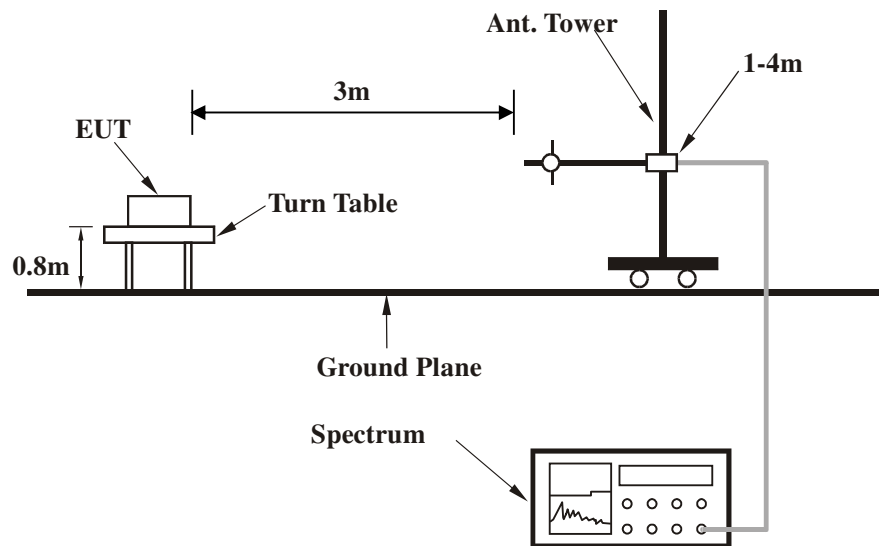 Ant. Tower
1-4m
3m
EUT
Turn Table
0.8m
Ground Plane
Spectrum